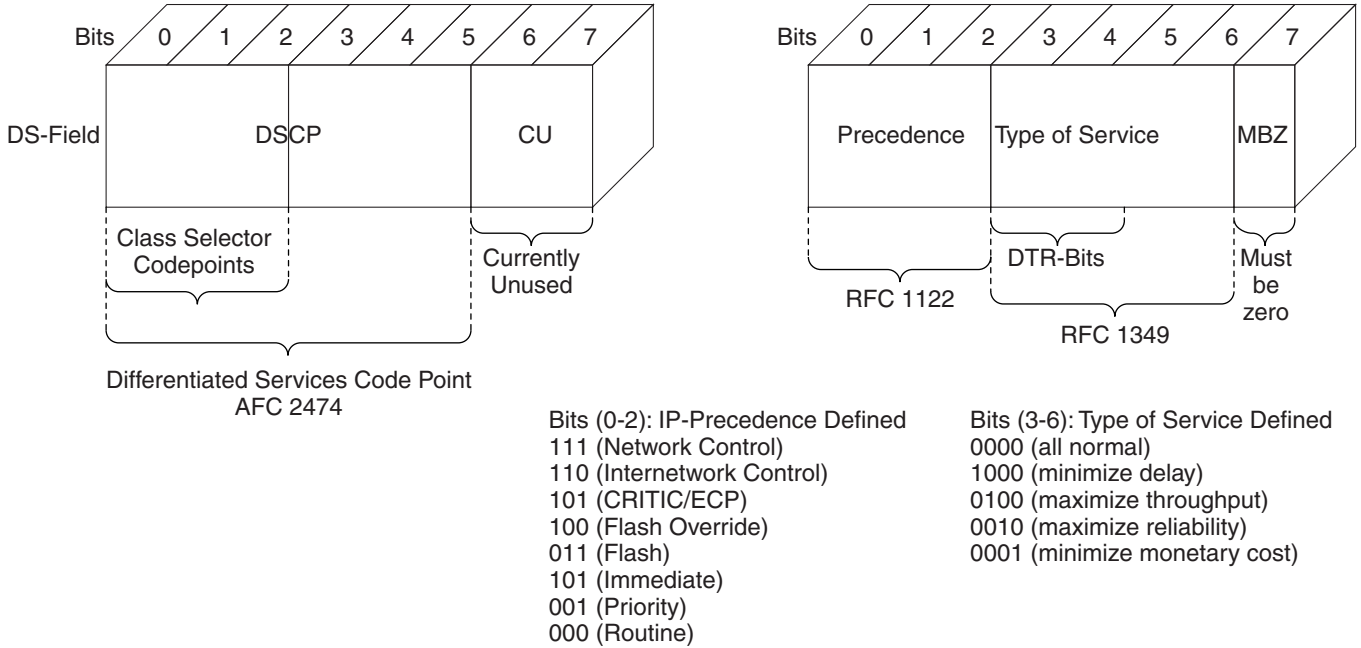 Bits 0 1 2 3 4 5 6 7
DS-Field
DSCP
CU
Class Selector
Codepoints
Currently
Unused
Differentiated Services Code Point
AFC 2474
Bits 0 1 2 3 4 5 6 7
Precedence
Type of Service
MBZ
DTR-Bits
Must
be
zero
RFC 1122
RFC 1349
Bits (0-2): IP-Precedence Defined
111 (Network Control)
110 (Internetwork Control)
101 (CRITIC/ECP)
100 (Flash Override)
011 (Flash)
101 (Immediate)
001 (Priority)
000 (Routine)
Bits (3-6): Type of Service Defined
0000 (all normal)
1000 (minimize delay)
0100 (maximize throughput)
0010 (maximize reliability)
0001 (minimize monetary cost)